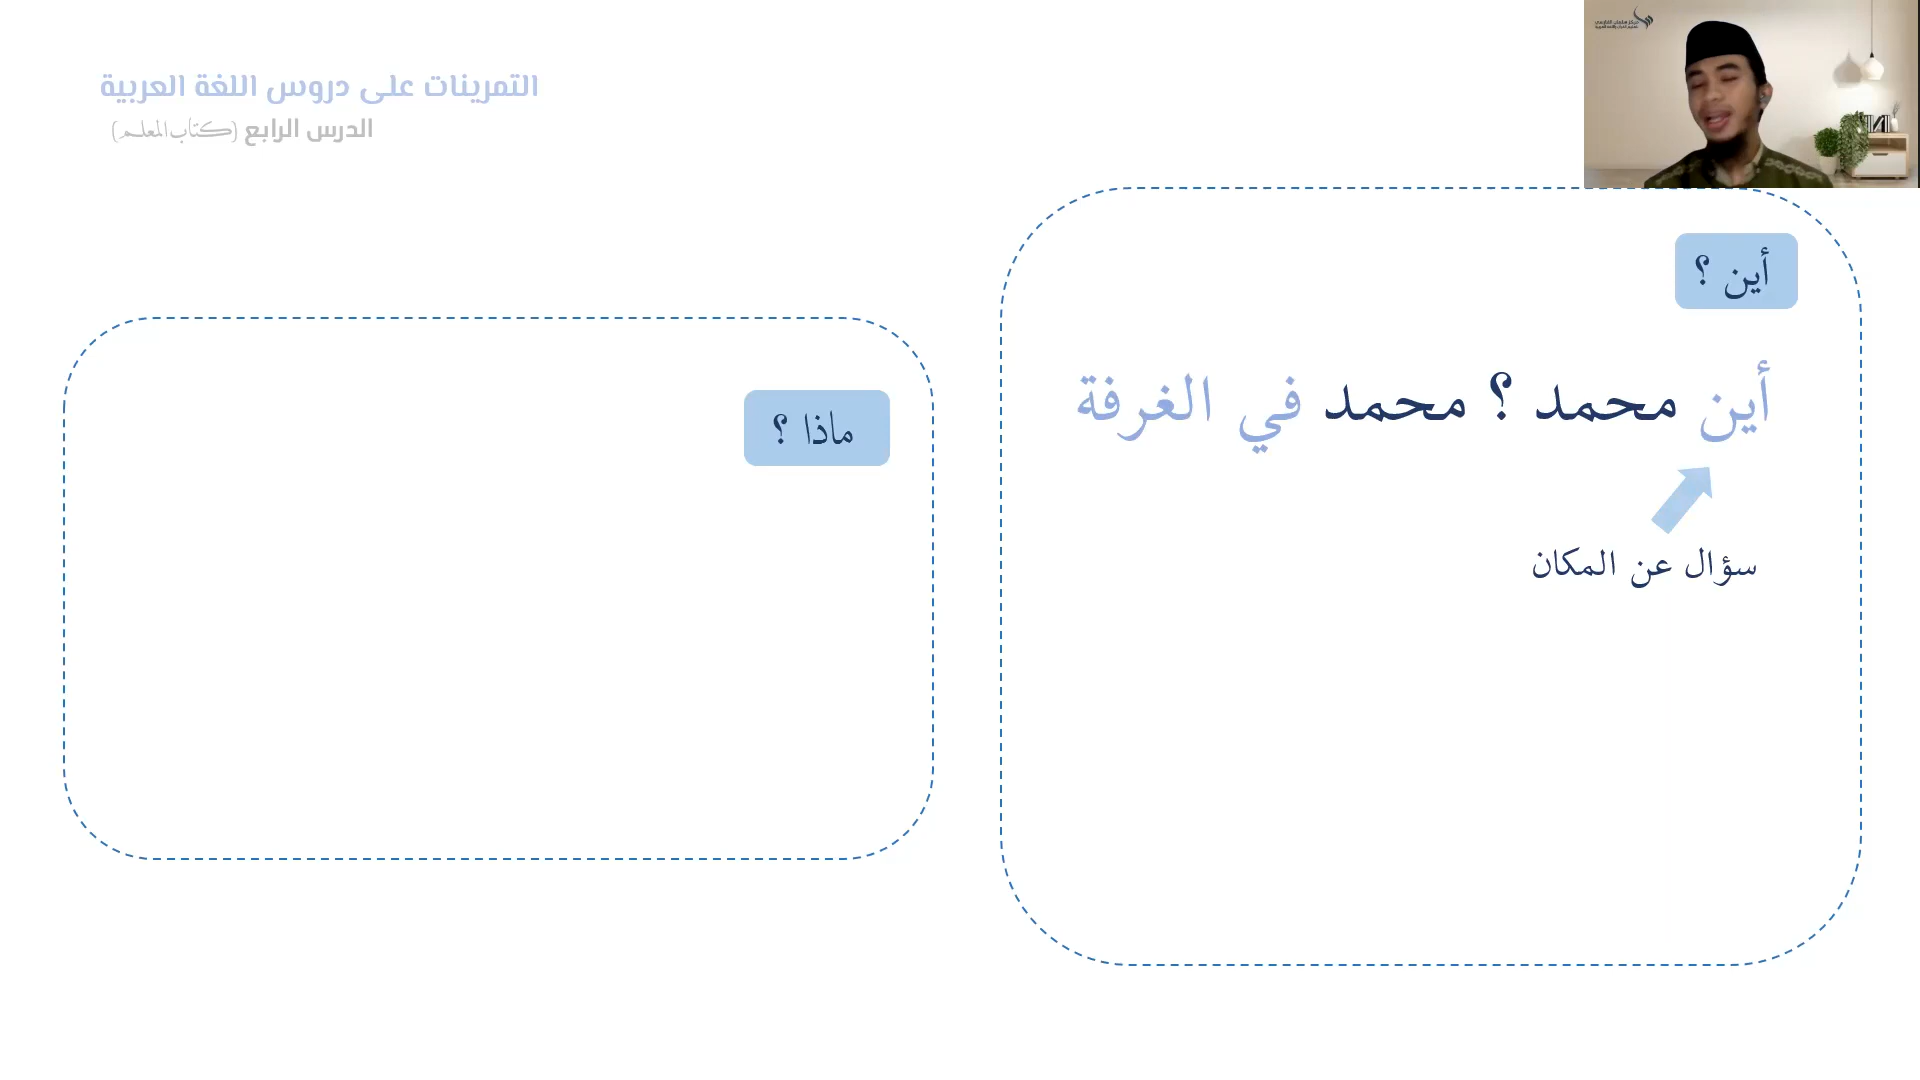 التمرينات على دروس اللغة العربية
الدرس الرابع (كتاب المعلم)
أين ؟
أين محمد ؟ محمد في الغرفة
سؤال عن المكان
ماذا ؟